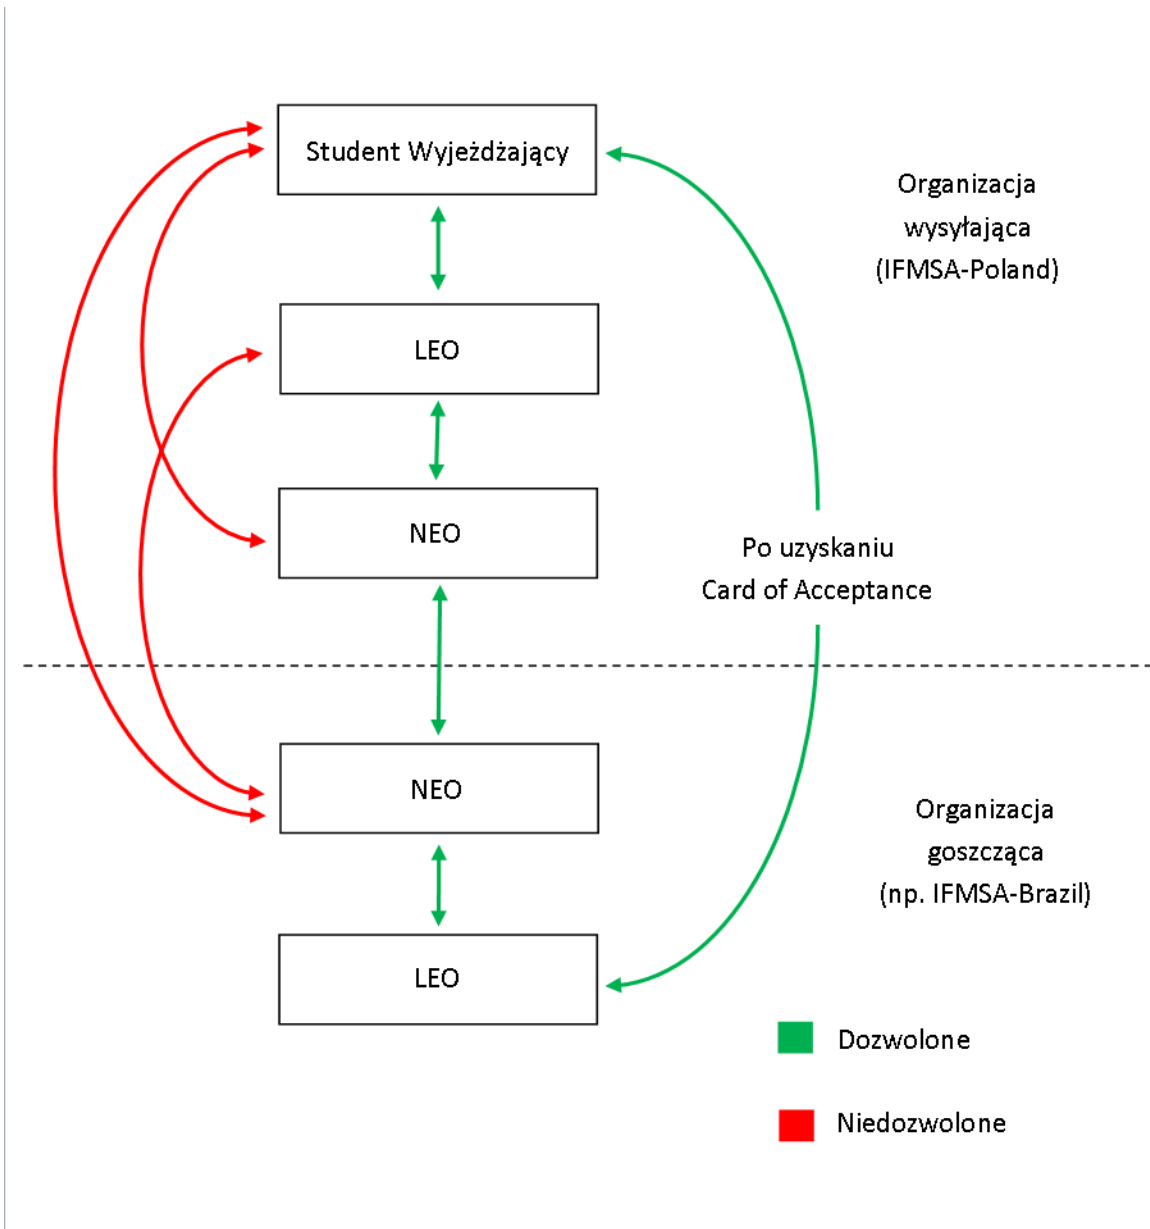 Student Wyjeżdżający
Organizacja
wysyłająca
(IFMSA-Poland)
LEO
NEO
Po uzyskaniu
Card of Acceptance
NEO
Organizacja
goszcząca
(np. IFMSA-Brazil)
LEO
Dozwolone
Niedozwolone